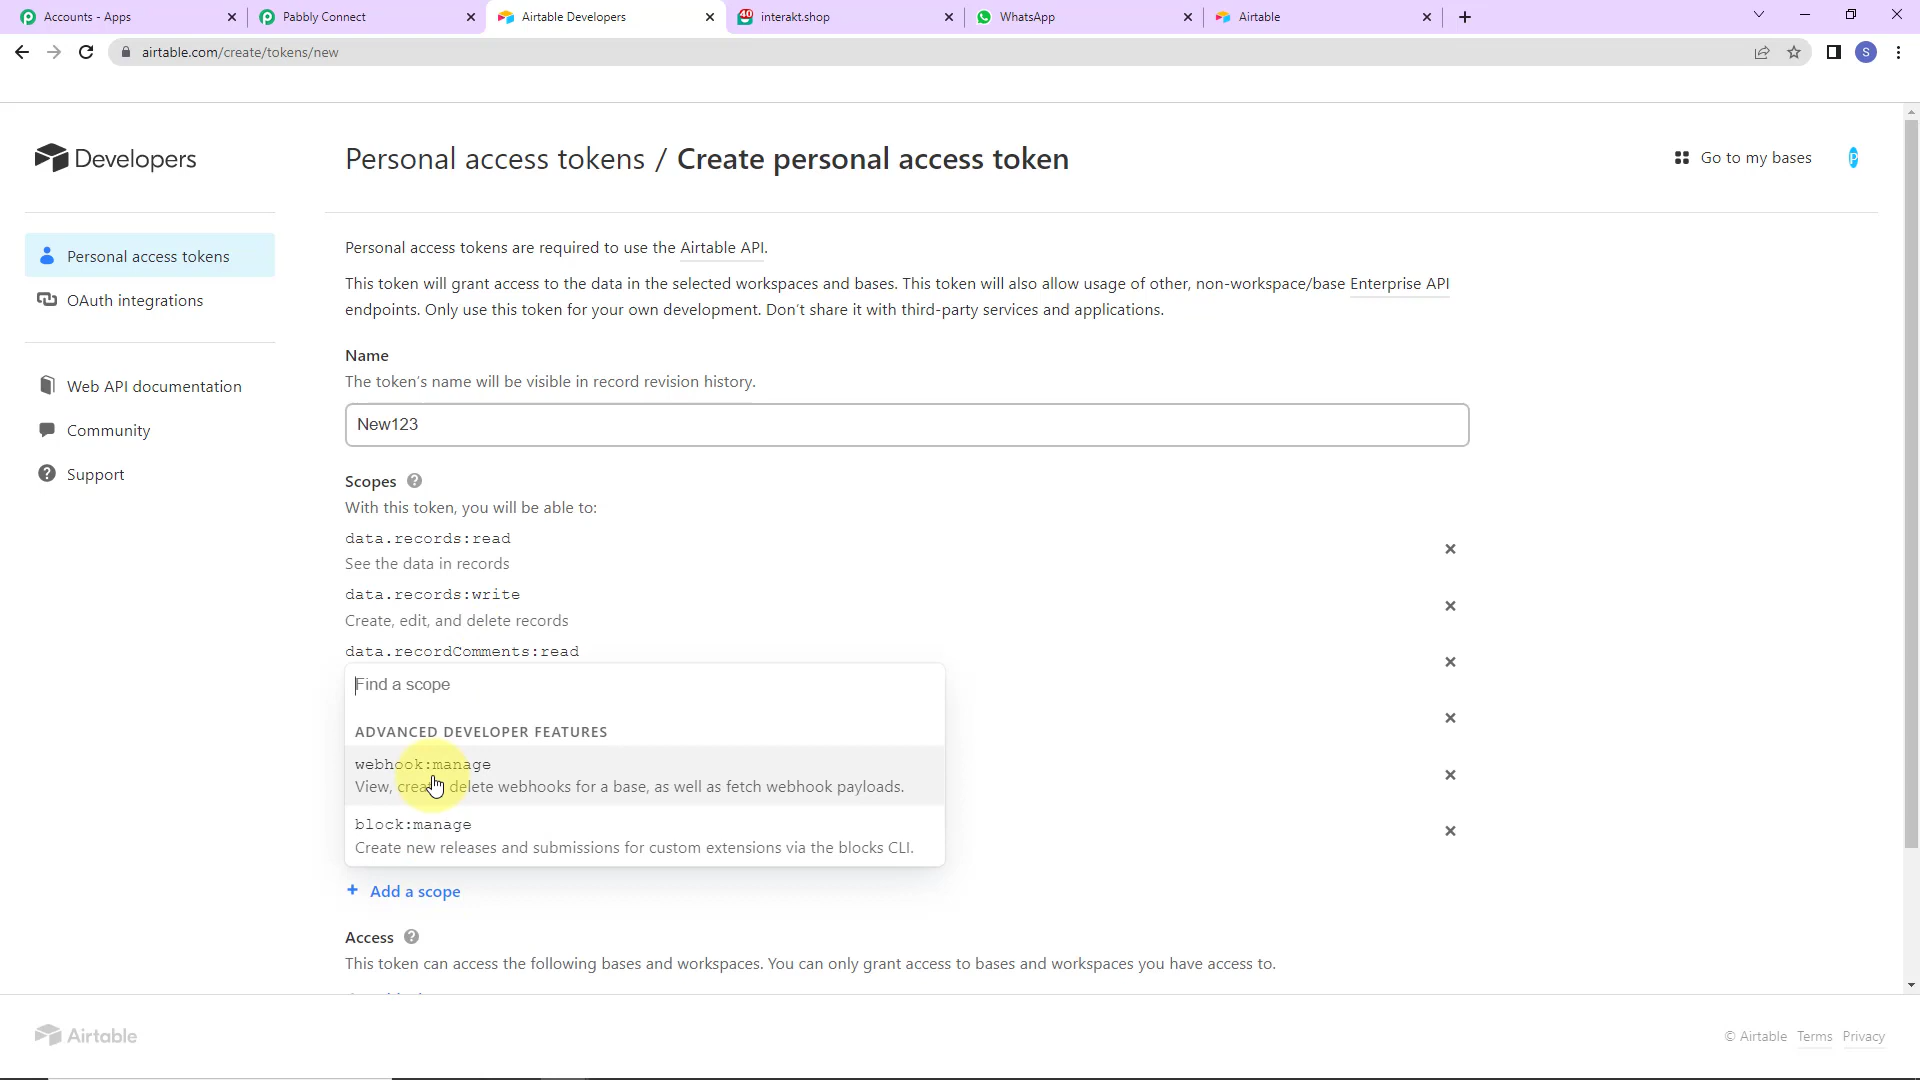 Accounts - Apps
Pabbly Connect
Airtable Developers
40
interakt.shop
WhatsApp
Airtable
airtable.com/create/tokens/new
S
Developers
Personal access tokens / Create personal access token
Go to my bases
P
Personal access tokens
OAuth integrations
Web API documentation
Community
Support
Personal access tokens are required to use the Airtable API.
This token will grant access to the data in the selected workspaces and bases. This token will also allow usage of other, non-workspace/base Enterprise API
endpoints. Only use this token for your own development. Don't share it with third-party services and applications.
Name
The token's name will be visible in record revision history.
New123
Scopes
With this token, you will be able to:
data.records:read
See the data in records
data.records:write
Create, edit, and delete records
data.recordComments:read
Find a scope
ADVANCED DEVELOPER FEATURES
webhook:manage
View, create, delete webhooks for a base, as well as fetch webhook payloads.
block:manage
Create new releases and submissions for custom extensions via the blocks CLI.
+ Add a scope
Access
This token can access the following bases and workspaces. You can only grant access to bases and workspaces you have access to.
Airtable
© Airtable Terms Privacy